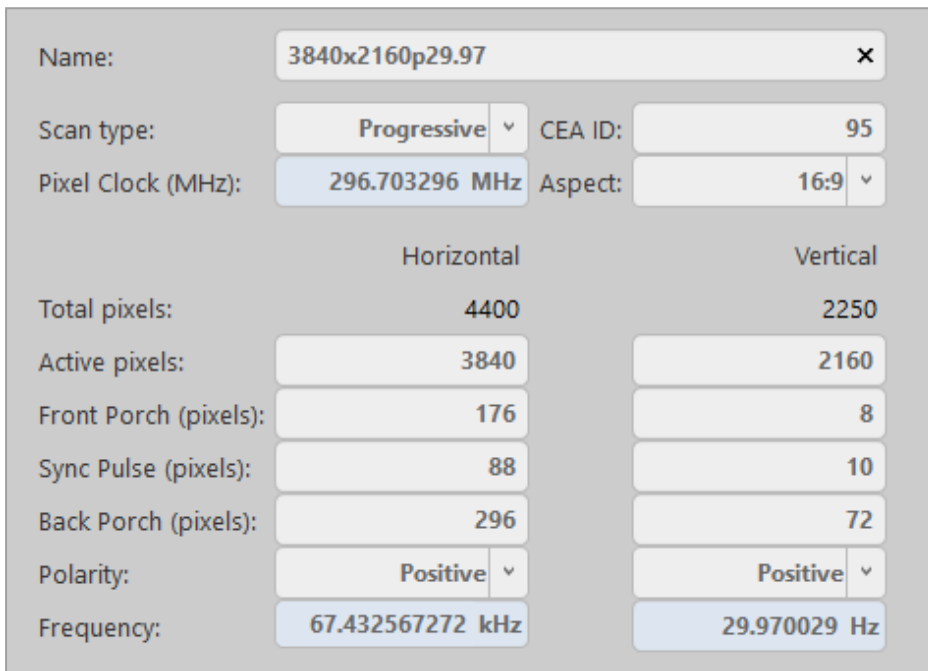 Name: 3840x2160p29.97 ×
Scan type: Progressive CEA ID: 95
Pixel Clock (MHz): 296.703296 MHz Aspect: 16:9
Horizontal Vertical
Total pixels: 4400 2250
Active pixels: 3840 2160
Front Porch (pixels): 176 8
Sync Pulse (pixels): 88 10
Back Porch (pixels): 296 72
Polarity: Positive Positive
Frequency: 67.432567272 kHz 29.970029 Hz